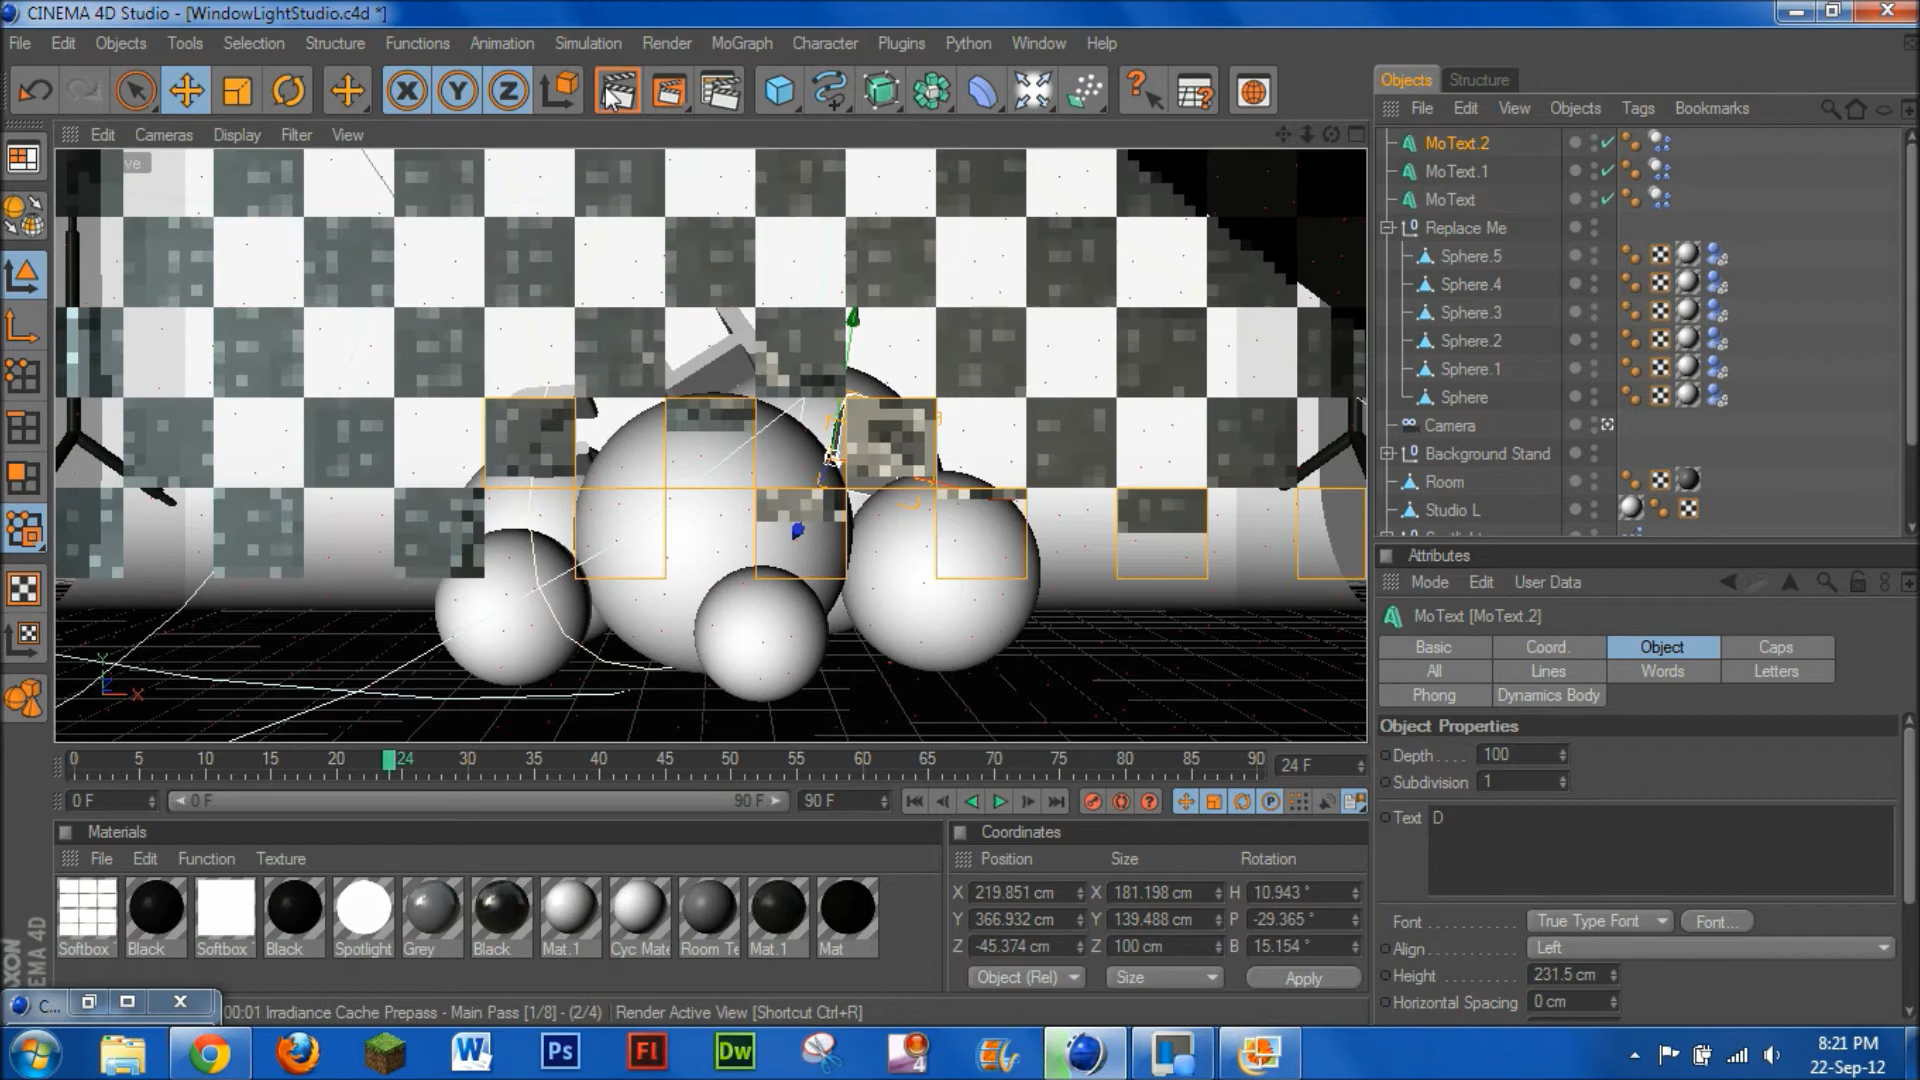 CINEMA 4D Studio - [WindowLightStudio.c4d *]
File Edit Objects Tools Selection Structure Functions Animation Simulation Render MoGraph Character Plugins Python Window Help
Objects Structure
File Edit View Objects Tags Bookmarks
Edit Cameras Display Filter View
MoText.2
MoText.1
MoText
Replace Me
Sphere.5
Sphere.4
Sphere.3
Sphere.2
Sphere.1
Sphere
Camera
Background Stand
Room
Studio L
Attributes
Mode Edit User Data
MoText [MoText.2]
Basic Coord. Object Caps
All Lines Words Letters
Phong Dynamics Body
Object Properties
Depth 100
Subdivision 1
Text D
Font True Type Font Font...
Align Left
Height 231.5 cm
Horizontal Spacing 0 cm
Y
X
0 5 10 15 20 24 30 35 40 45 50 55 60 65 70 75 80 85 90 24 F
0 F 0 F 90 F 90 F
Materials
File Edit Function Texture
Softbox Black Softbox Black Spotlight Grey Black Mat.1 Cyc Mate Room Te Mat.1 Mat
Coordinates
Position Size Rotation
X 219.851 cm X 181.198 cm H 10.943 °
Y 366.932 cm Y 139.488 cm P -29.365 °
Z -45.374 cm Z 100 cm B 15.154 °
Object (Rel) Size Apply
C...
00:01 Irradiance Cache Prepass - Main Pass [1/8] - (2/4) Render Active View [Shortcut Ctrl+R]
8:21 PM
22-Sep-12